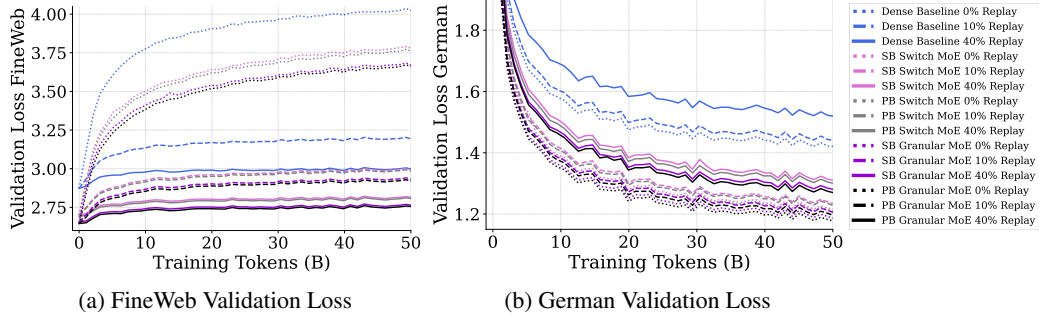 Validation Loss FineWeb
4.00
3.75
3.50
3.25
3.00
2.75
0
10
20
30
40
50
Training Tokens (B)
(a) FineWeb Validation Loss
Validation Loss German
1.8
1.6
1.4
1.2
0
10
20
30
40
50
Training Tokens (B)
(b) German Validation Loss
Dense Baseline 0% Replay
Dense Baseline 10% Replay
Dense Baseline 40% Replay
SB Switch MoE 0% Replay
SB Switch MoE 10% Replay
SB Switch MoE 40% Replay
PB Switch MoE 0% Replay
PB Switch MoE 10% Replay
PB Switch MoE 40% Replay
SB Granular MoE 0% Replay
SB Granular MoE 10% Replay
SB Granular MoE 40% Replay
PB Granular MoE 0% Replay
PB Granular MoE 10% Replay
PB Granular MoE 40% Replay